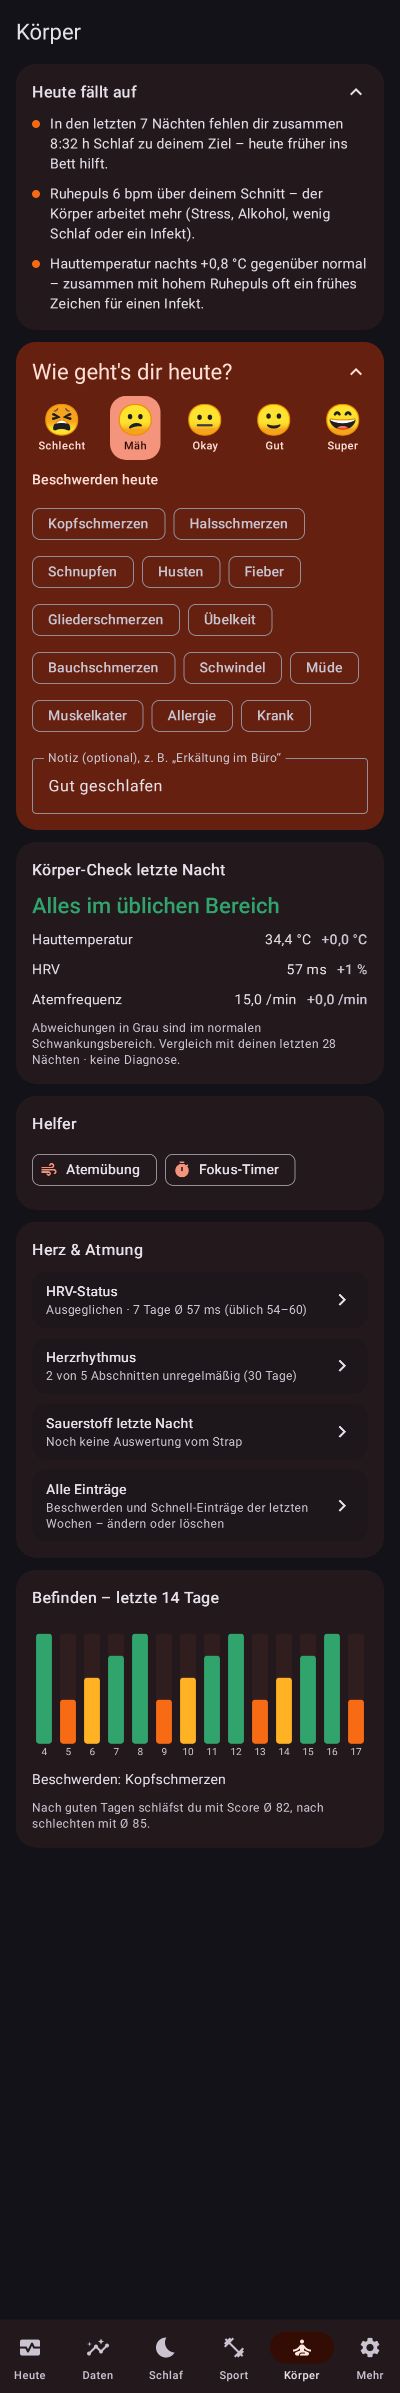 Körper
Heute fällt auf
In den letzten 7 Nächten fehlen dir zusammen
8:32 h Schlaf zu deinem Ziel – heute früher ins
Bett hilft.
Ruhepuls 6 bpm über deinem Schnitt – der
Körper arbeitet mehr (Stress, Alkohol, wenig
Schlaf oder ein Infekt).
Hauttemperatur nachts +0,8 °C gegenüber normal
– zusammen mit hohem Ruhepuls oft ein frühes
Zeichen für einen Infekt.
Wie geht's dir heute?
Schlecht Mäh Okay Gut Super
Beschwerden heute
Kopfschmerzen Halsschmerzen
Schnupfen Husten Fieber
Gliederschmerzen Übelkeit
Bauchschmerzen Schwindel Müde
Muskelkater Allergie Krank
Notiz (optional), z. B. „Erkältung im Büro“
Gut geschlafen
Körper-Check letzte Nacht
Alles im üblichen Bereich
Hauttemperatur 34,4 °C +0,0 °C
HRV 57 ms +1 %
Atemfrequenz 15,0 /min +0,0 /min
Abweichungen in Grau sind im normalen
Schwankungsbereich. Vergleich mit deinen letzten 28
Nächten · keine Diagnose.
Helfer
Atemübung Fokus-Timer
Herz & Atmung
HRV-Status
Ausgeglichen · 7 Tage Ø 57 ms (üblich 54–60)
Herzrhythmus
2 von 5 Abschnitten unregelmäßig (30 Tage)
Sauerstoff letzte Nacht
Noch keine Auswertung vom Strap
Alle Einträge
Beschwerden und Schnell-Einträge der letzten
Wochen – ändern oder löschen
Befinden – letzte 14 Tage
4 5 6 7 8 9 10 11 12 13 14 15 16 17
Beschwerden: Kopfschmerzen
Nach guten Tagen schläfst du mit Score Ø 82, nach
schlechten mit Ø 85.
Heute Daten Schlaf Sport Körper Mehr